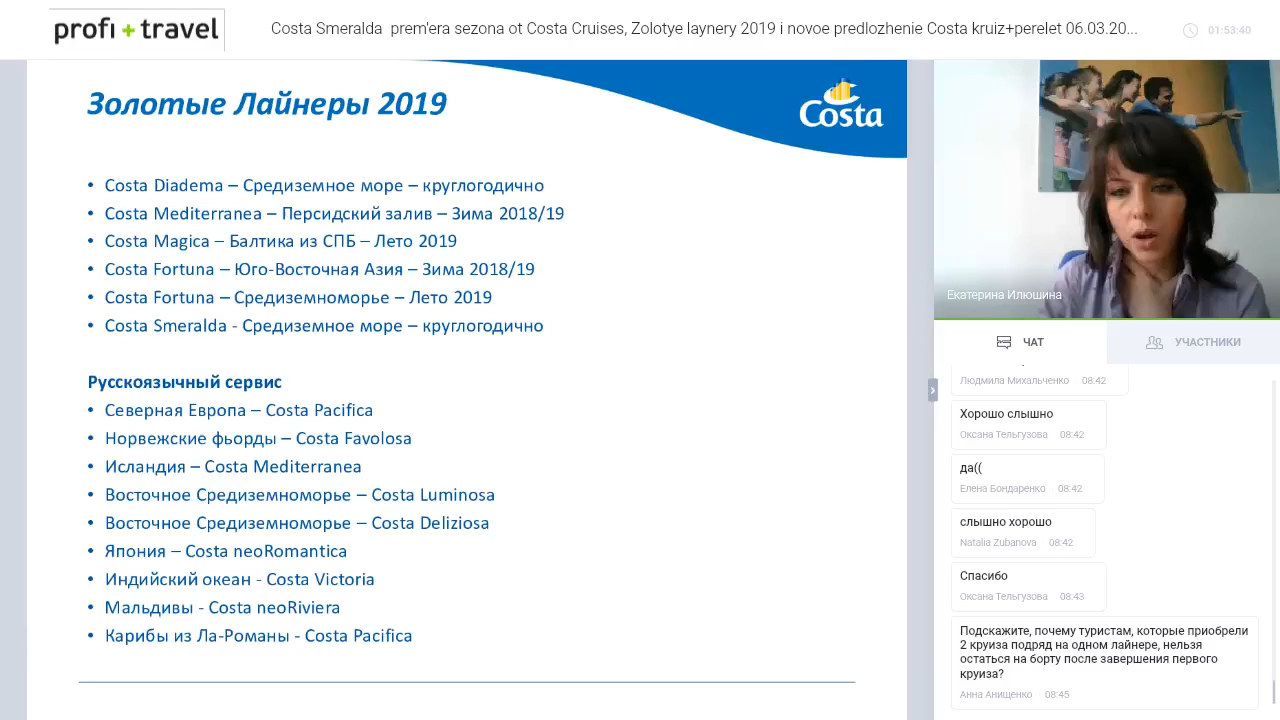 profi + travel
Costa Smeralda prem'era sezona ot Costa Cruises, Zolotye laynery 2019 i novoe predlozhenie Costa kruiz+perelet 06.03.20...
01:53:40
Золотые Лайнеры 2019
Costa
• Costa Diadema – Средиземное море – круглогодично
• Costa Mediterranea – Персидский залив – Зима 2018/19
• Costa Magica – Балтика из СПБ – Лето 2019
• Costa Fortuna – Юго-Восточная Азия – Зима 2018/19
• Costa Fortuna – Средиземноморье – Лето 2019
• Costa Smeralda - Средиземное море – круглогодично
Русскоязычный сервис
• Северная Европа – Costa Pacifica
• Норвежские фьорды – Costa Favolosa
• Исландия – Costa Mediterranea
• Восточное Средиземноморье – Costa Luminosa
• Восточное Средиземноморье – Costa Deliziosa
• Япония – Costa neoRomantica
• Индийский океан - Costa Victoria
• Мальдивы - Costa neoRiviera
• Карибы из Ла-Романы - Costa Pacifica
Екатерина Илюшина
ЧАТ
УЧАСТНИКИ
Людмила Михальченко 08:42
Хорошо слышно
Оксана Тельгузова 08:42
да((
Елена Бондаренко 08:42
слышно хорошо
Natalia Zubanova 08:42
Спасибо
Оксана Тельгузова 08:43
Подскажите, почему туристам, которые приобрели
2 круиза подряд на одном лайнере, нельзя
остаться на борту после завершения первого
круиза?
Анна Анищенко 08:45